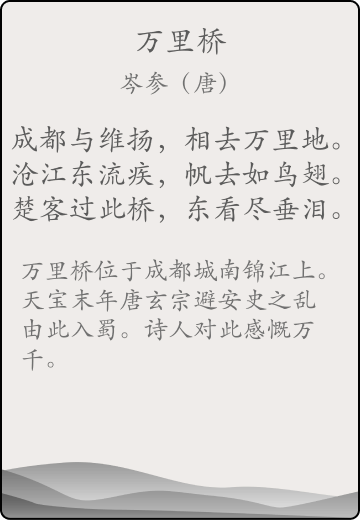 万里桥
岑参（唐）
成都与维扬，相去万里地。
沧江东流疾，帆去如鸟翅。
楚客过此桥，东看尽垂泪。
万里桥位于成都城南锦江上。
天宝末年唐玄宗避安史之乱
由此入蜀。诗人对此感慨万
千。